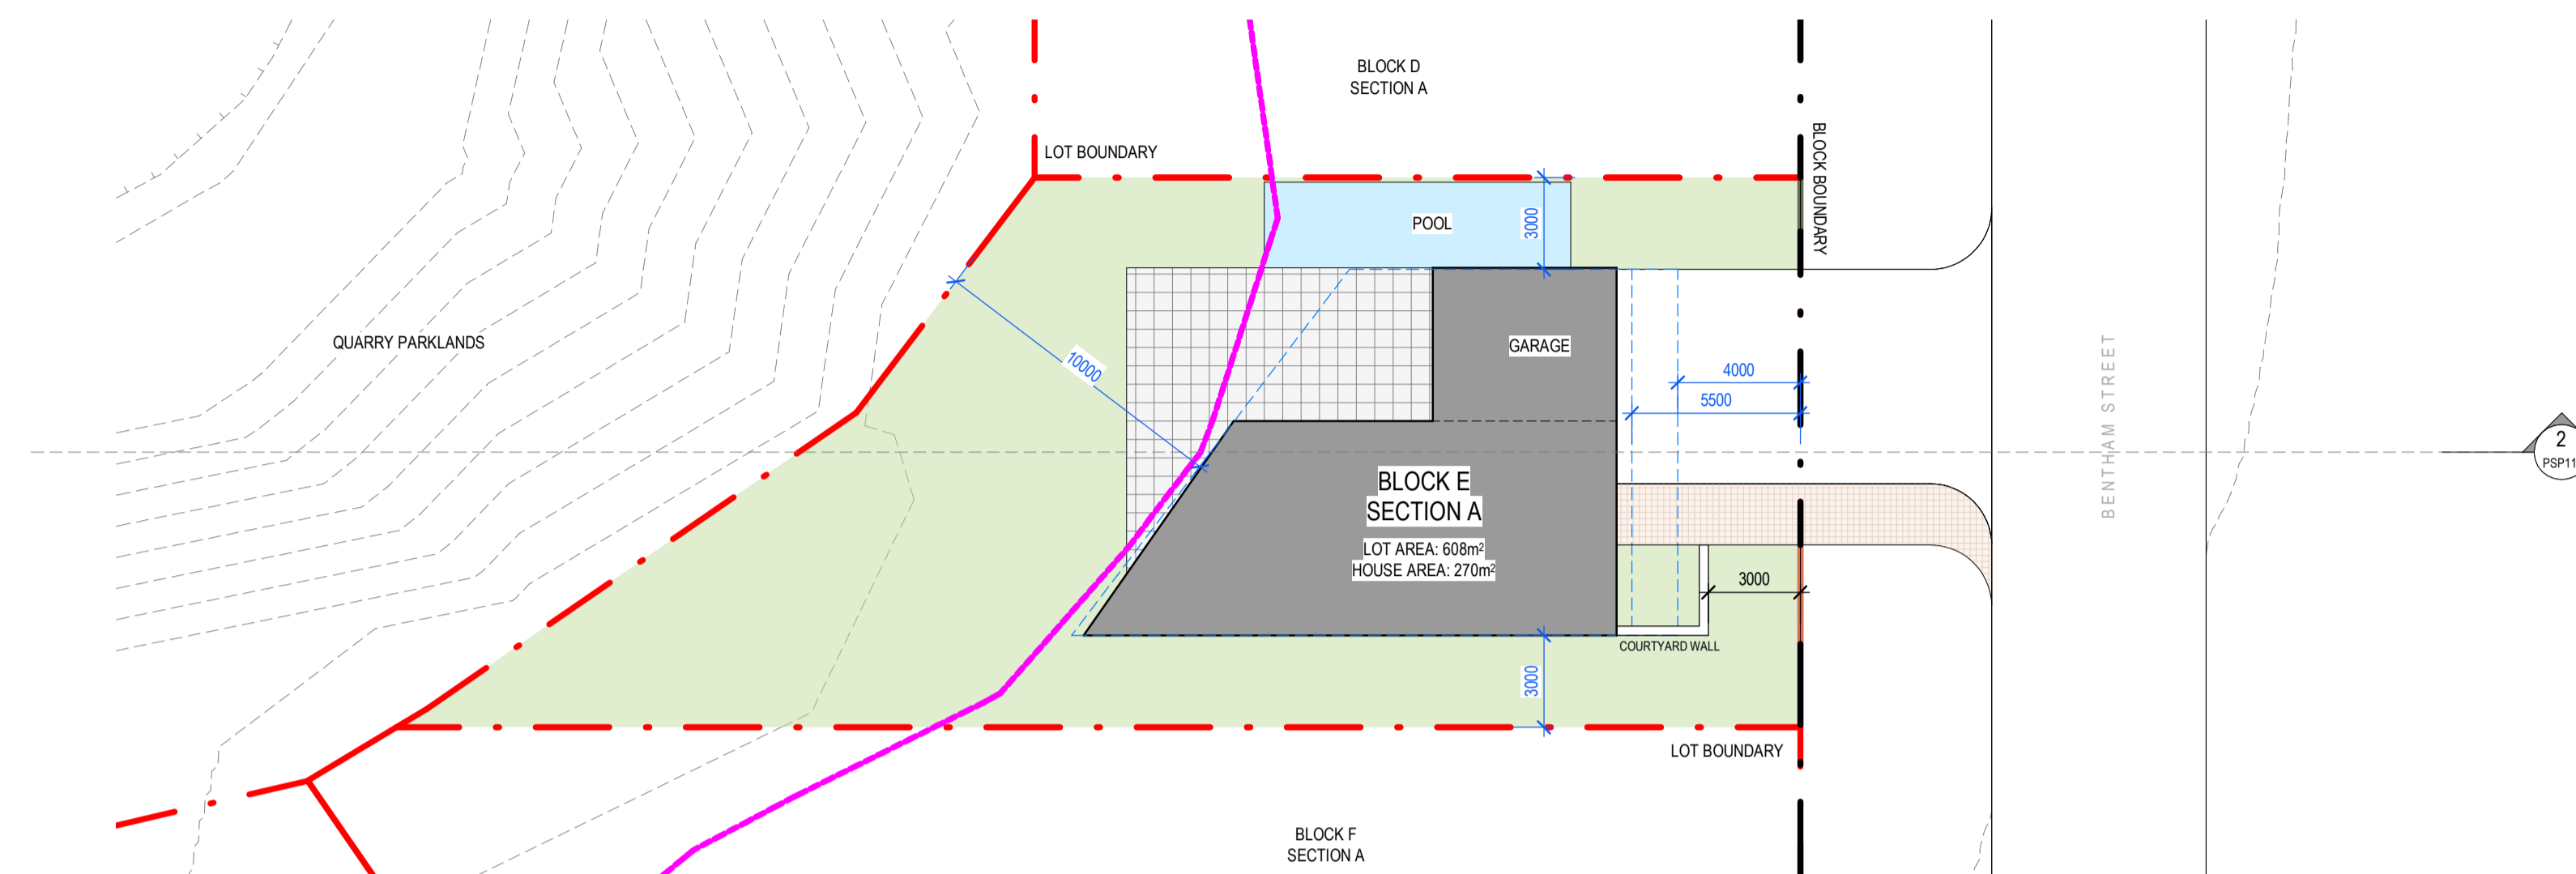 BLOCK D
SECTION A
LOT BOUNDARY
BLOCK BOUNDARY
POOL
3000
QUARRY PARKLANDS
GARAGE
10000
4000
5500
BENTHAM STREET
2
PSP11
BLOCK E
SECTION A
LOT AREA: 608m²
HOUSE AREA: 270m²
3000
COURTYARD WALL
3000
LOT BOUNDARY
BLOCK F
SECTION A